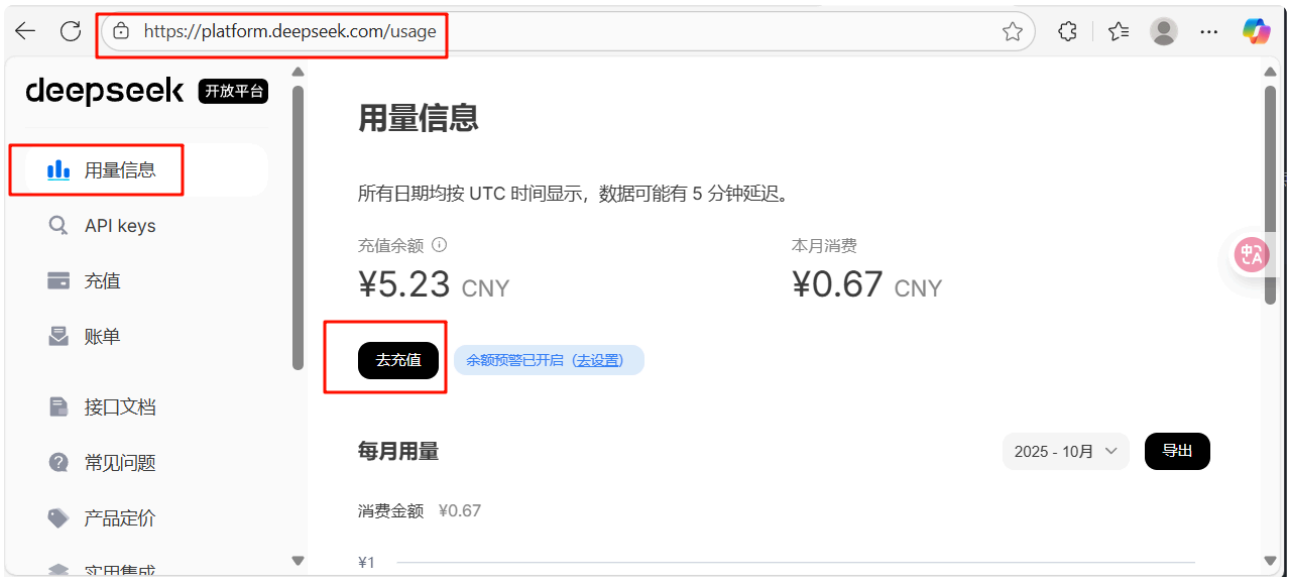 https://platform.deepseek.com/usage
deepseek 开放平台
用量信息
API keys
充值
账单
接口文档
常见问题
产品定价
实用集成
用量信息
所有日期均按 UTC 时间显示，数据可能有 5 分钟延迟。
充值余额
¥5.23 CNY
本月消费
¥0.67 CNY
去充值
余额预警已开启（去设置）
每月用量
2025 - 10月
导出
消费金额 ¥0.67
¥1
中 A